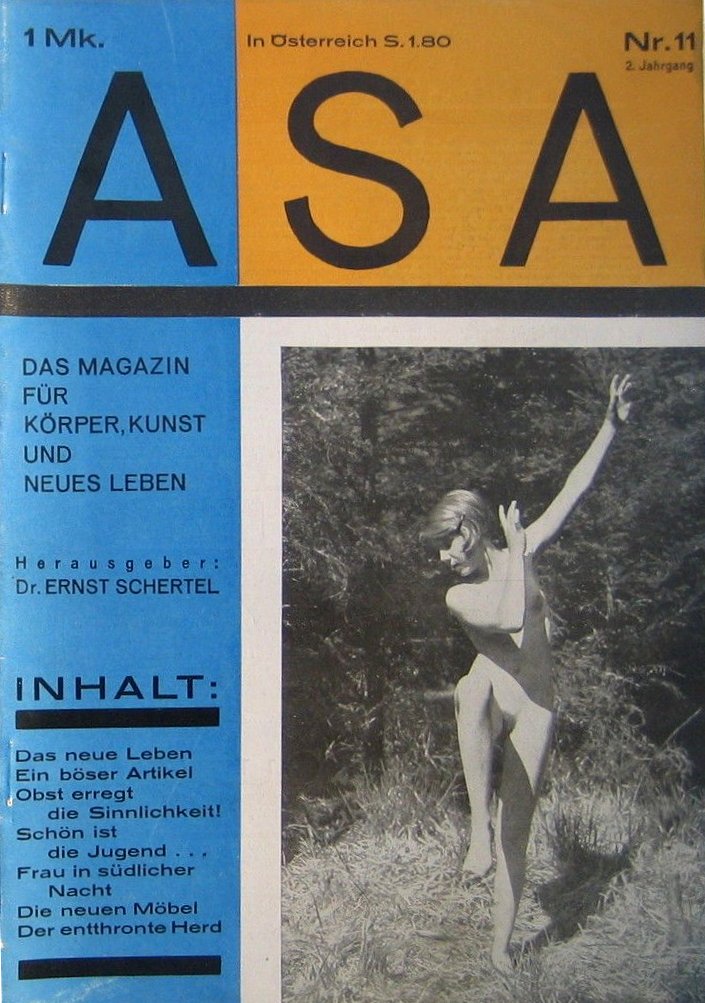 1 Mk.
In Österreich S. 1.80
Nr. 11
2. Jahrgang
ASA
DAS MAGAZIN
FÜR
KÖRPER, KUNST
UND
NEUES LEBEN
Herausgeber:
Dr. ERNST SCHERTEL
INHALT:
Das neue Leben
Ein böser Artikel
Obst erregt
die Sinnlichkeit!
Schön ist
die Jugend . . .
Frau in südlicher
Nacht
Die neuen Möbel
Der entthronte Herd